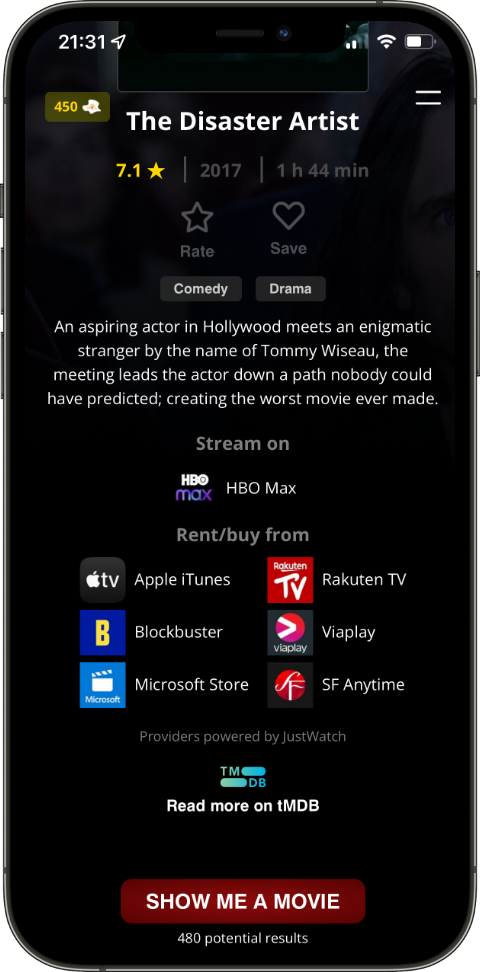 21:31
450
The Disaster Artist
7.1 2017 1 h 44 min
Rate Save
Comedy Drama
An aspiring actor in Hollywood meets an enigmatic
stranger by the name of Tommy Wiseau, the
meeting leads the actor down a path nobody could
have predicted; creating the worst movie ever made.
Stream on
HBO max HBO Max
Rent/buy from
tv Apple iTunes Rakuten TV Rakuten TV
B Blockbuster viaplay Viaplay
Microsoft Microsoft Store SF SF Anytime
Providers powered by JustWatch
TM
DB
Read more on tMDB
SHOW ME A MOVIE
480 potential results